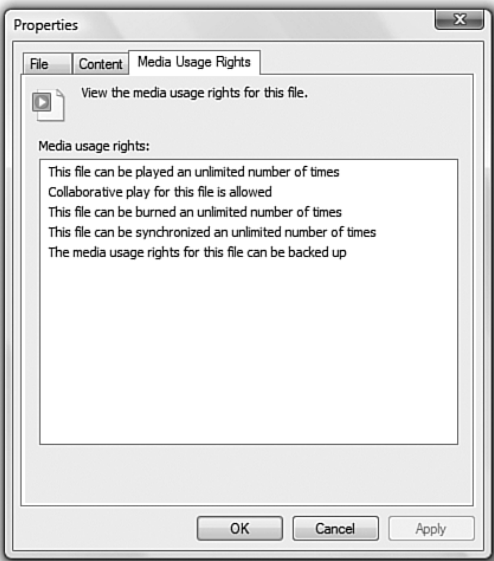 Properties
File Content Media Usage Rights
View the media usage rights for this file.
Media usage rights:
This file can be played an unlimited number of times
Collaborative play for this file is allowed
This file can be burned an unlimited number of times
This file can be synchronized an unlimited number of times
The media usage rights for this file can be backed up
OK Cancel Apply